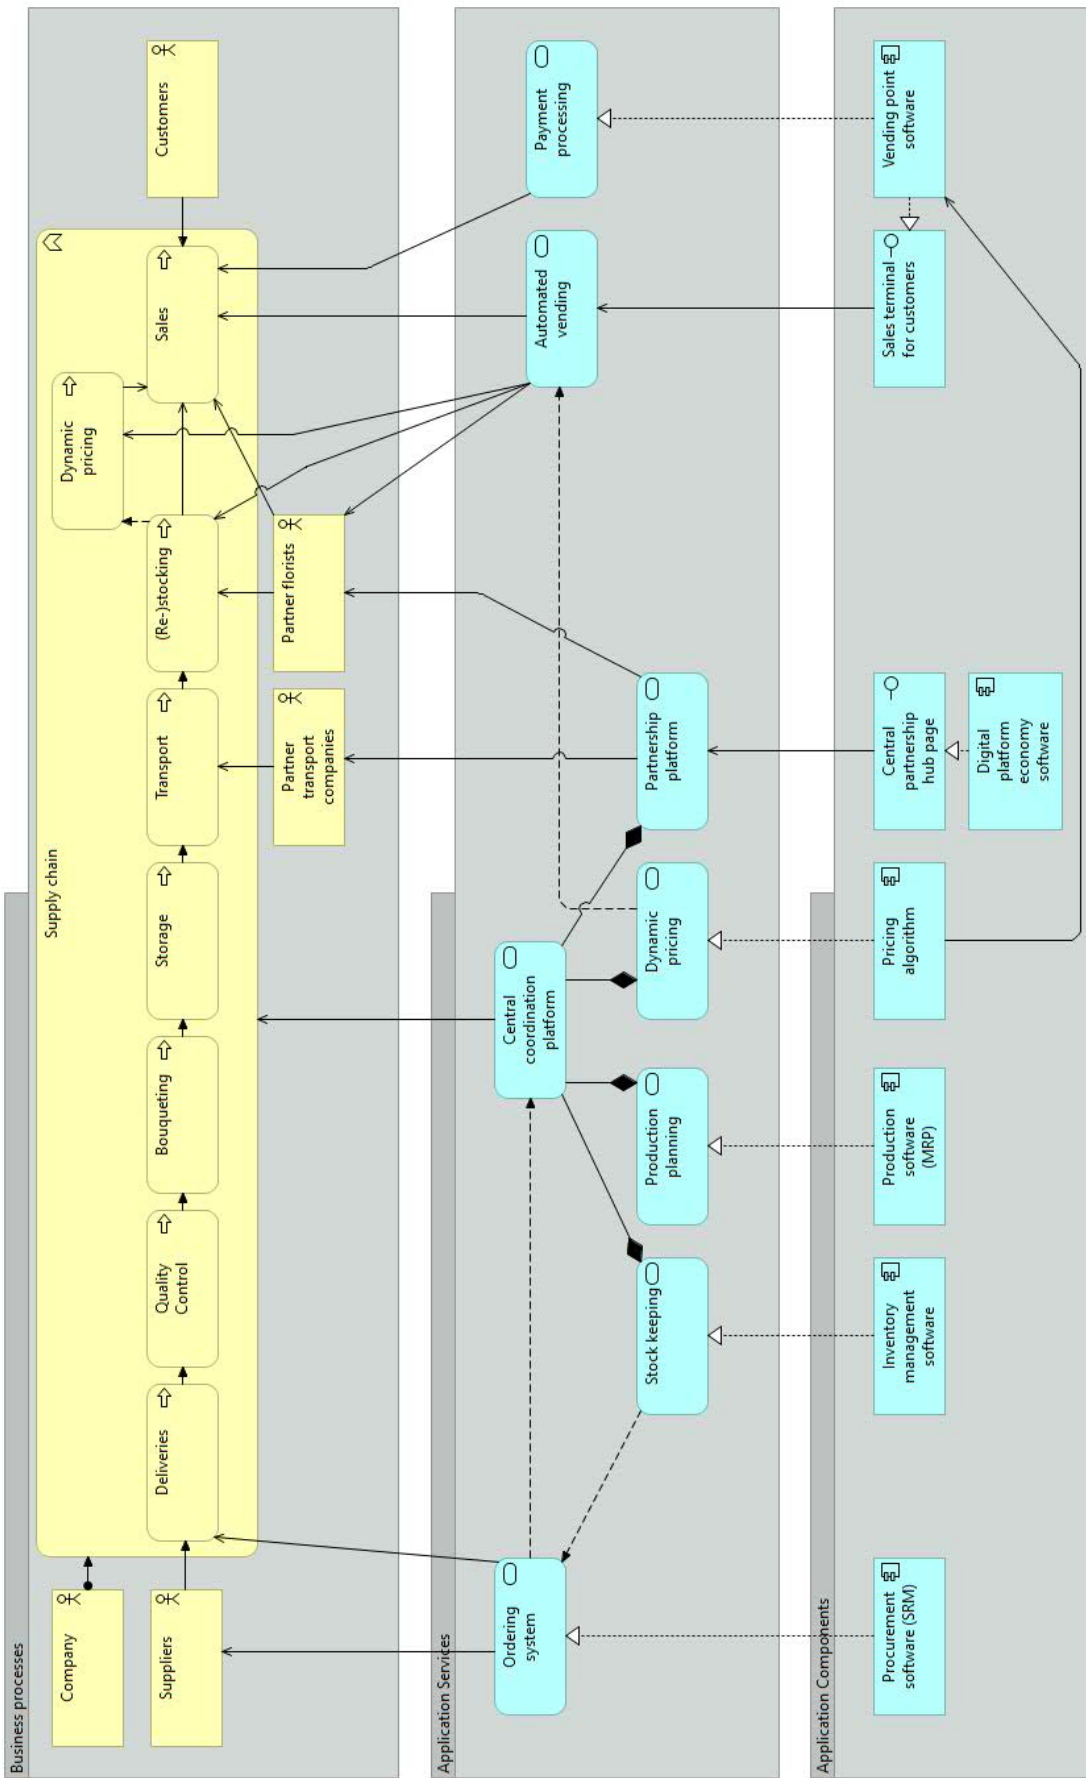 Business processes
Company
Suppliers
Supply chain
Deliveries
Quality
Control
Bouqueting
Storage
Transport
(Re-)stocking
Dynamic
pricing
Sales
Customers
Partner
transport
companies
Partner florists
Application Services
Ordering
system
Central
coordination
platform
Automated
vending
Payment
processing
Stock keeping
Production
planning
Dynamic
pricing
Partnership
platform
Application Components
Procurement
software (SRM)
Inventory
management
software
Production
software
(MRP)
Pricing
algorithm
Central
partnership
hub page
Digital
platform
economy
software
Sales terminal
for customers
Vending point
software